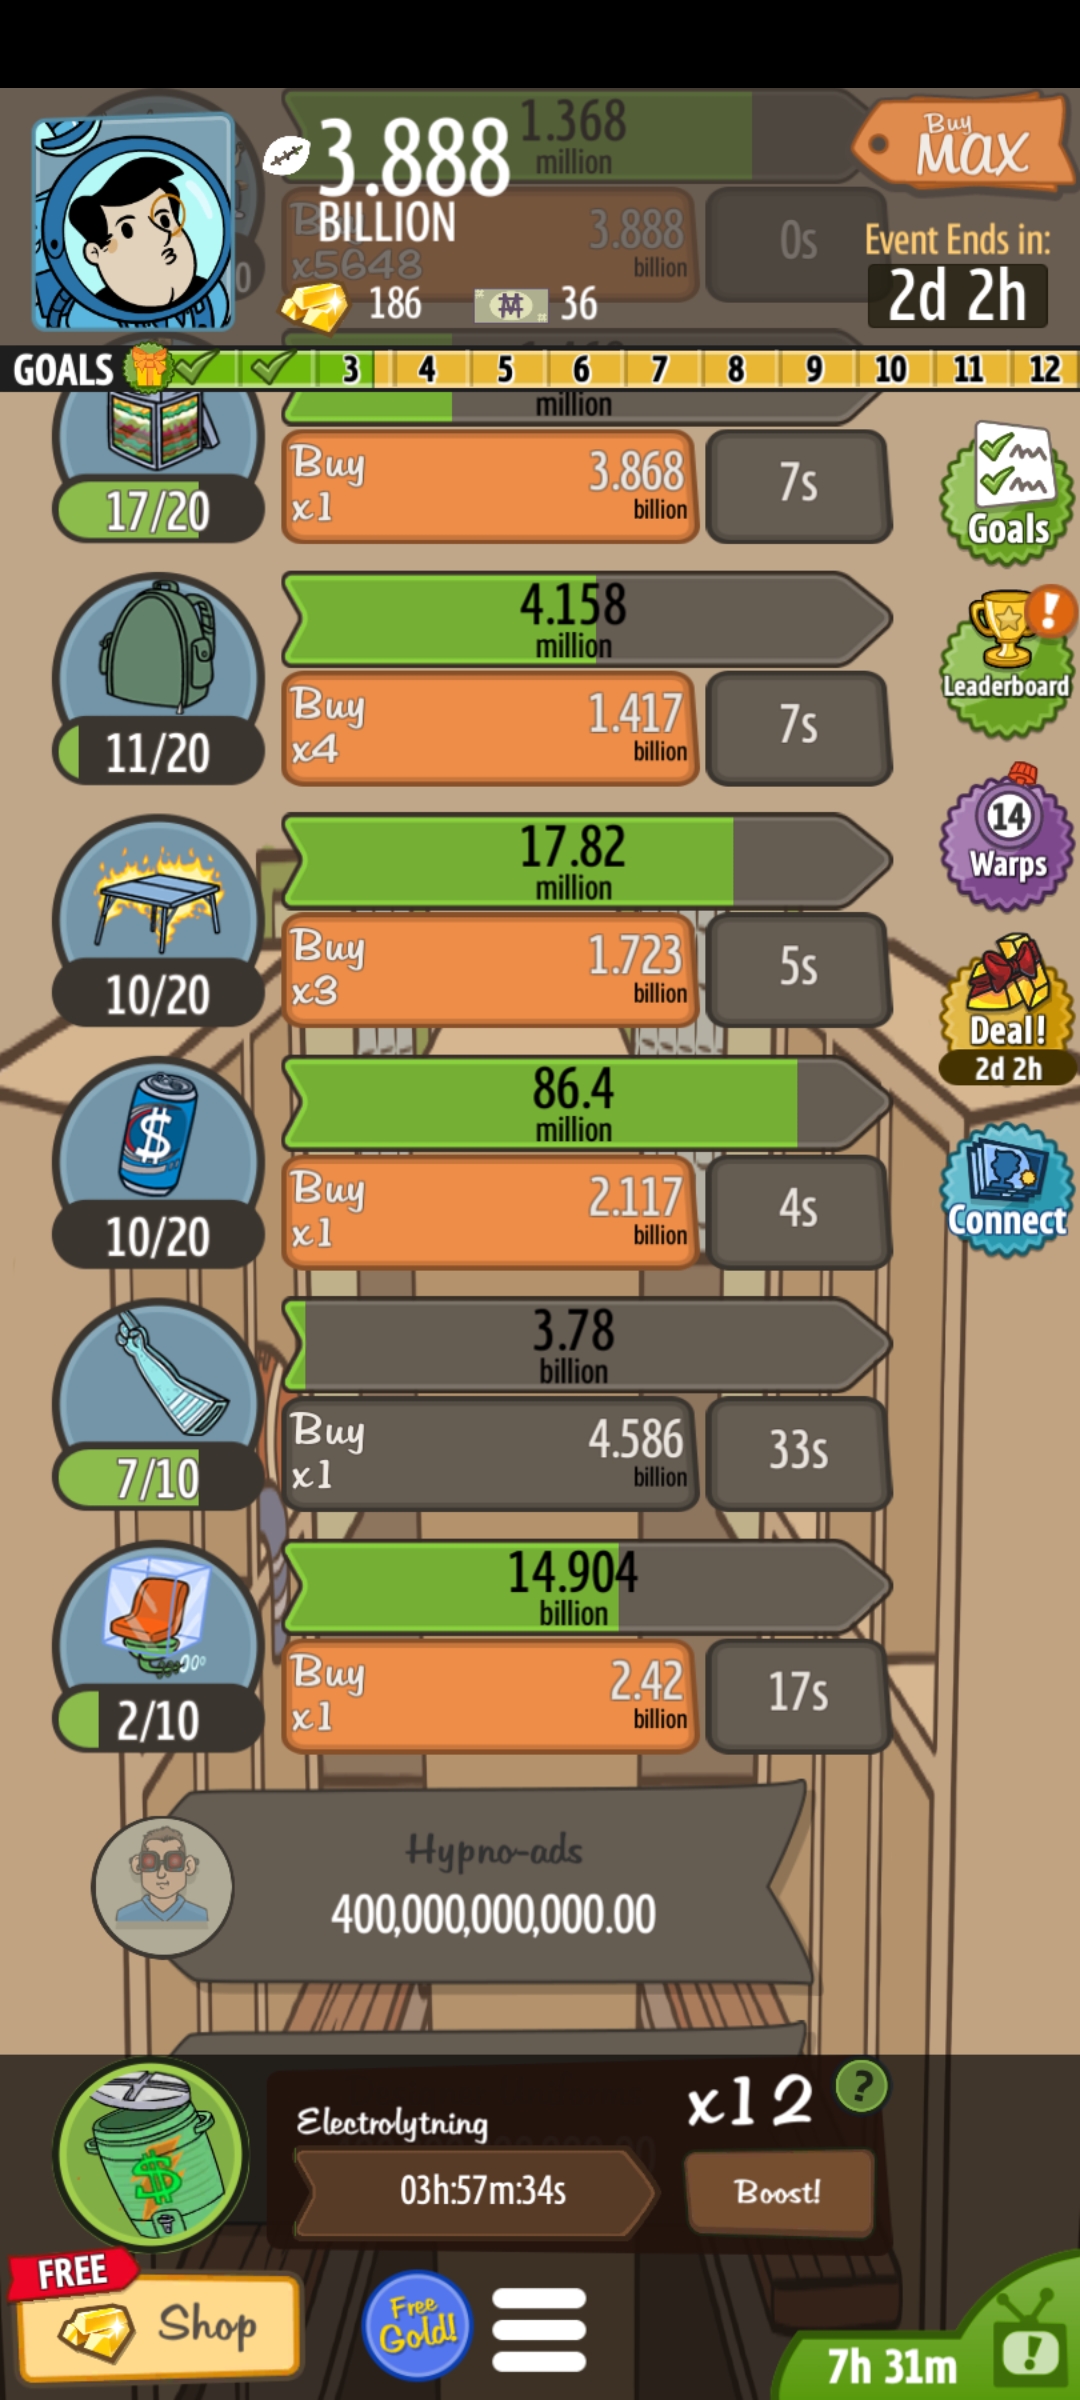 1.368
million
3.888
BILLION
Buy
MAX
x5648
3.888
billion
0s
Event Ends in:
2d 2h
186
36
GOALS 3 4 5 6 7 8 9 10 11 12
million
Buy
x1
3.868
billion
7s
17/20
Goals
4.158
million
Buy
x4
1.417
billion
7s
11/20
Leaderboard
17.82
million
14
Warps
Buy
x3
1.723
billion
5s
10/20
Deal!
2d 2h
86.4
million
Buy
x1
2.117
billion
4s
10/20
Connect
3.78
billion
Buy
x1
4.586
billion
33s
7/10
14.904
billion
Buy
x1
2.42
billion
17s
2/10
Hypno-ads
400,000,000,000.00
Electrolytning
x12
?
03h:57m:34s
Boost!
FREE
Shop
Free
Gold!
7h 31m